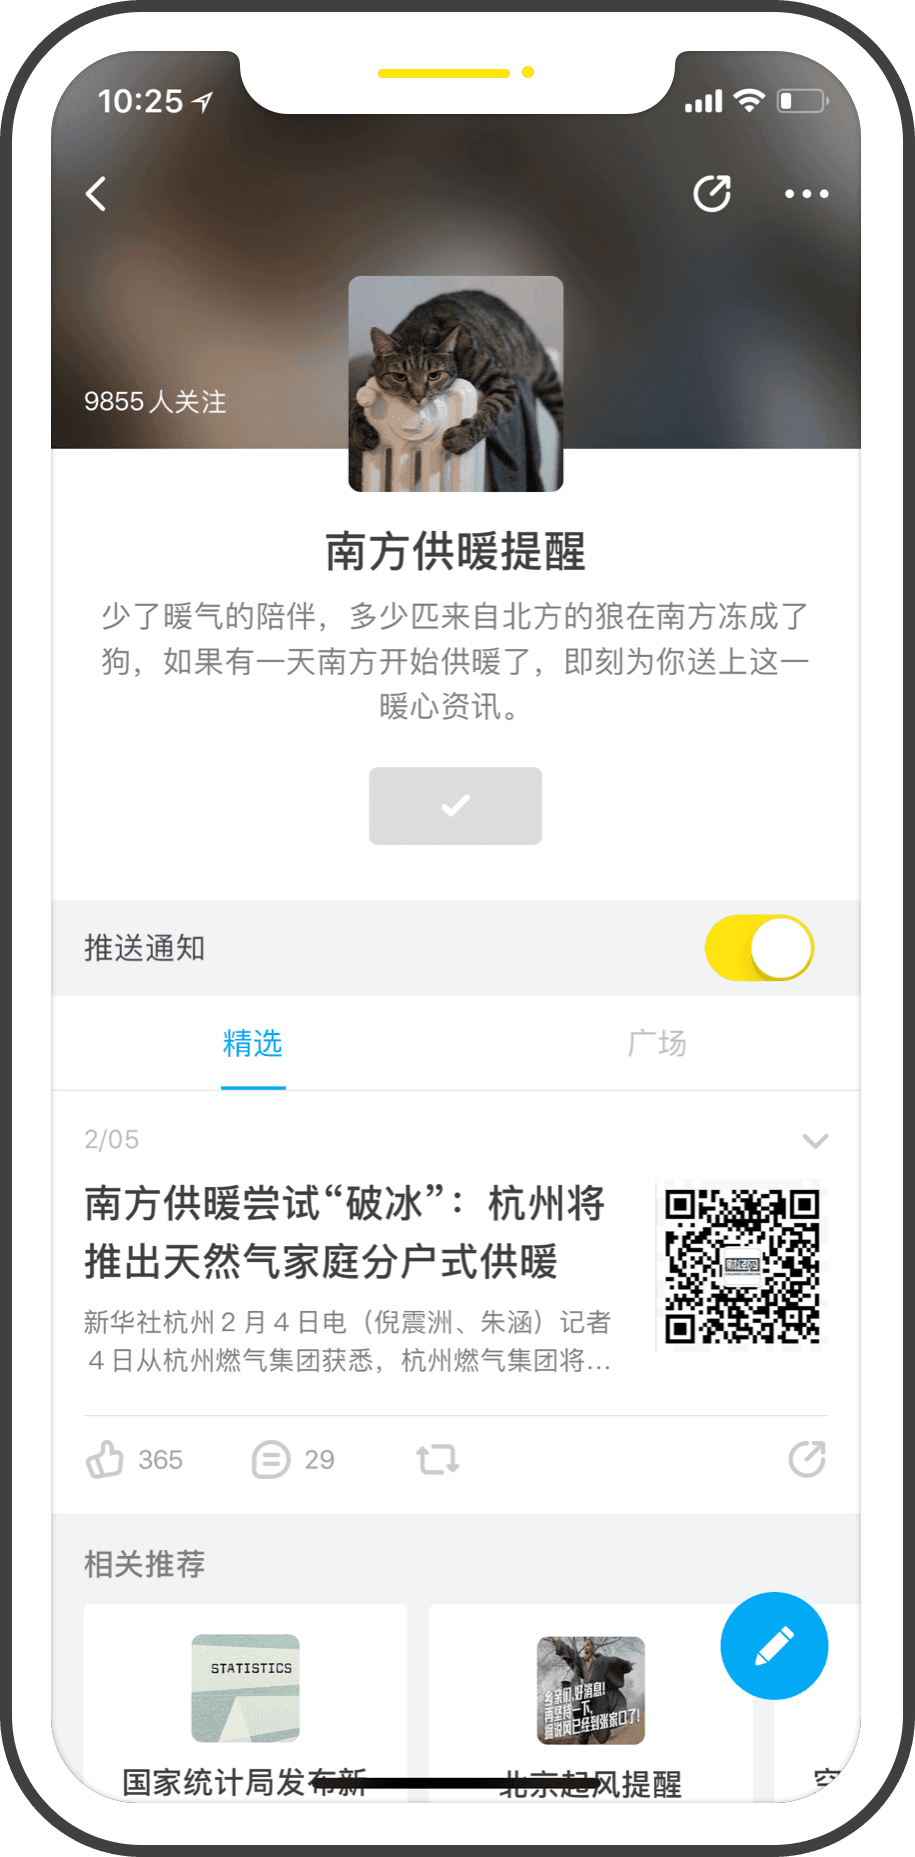 10:25
9855人关注
南方供暖提醒
少了暖气的陪伴，多少匹来自北方的狼在南方冻成了
狗，如果有一天南方开始供暖了，即刻为你送上这一
暖心资讯。
推送通知
精选
广场
2/05
南方供暖尝试“破冰”：杭州将
推出天然气家庭分户式供暖
财经网
新华社杭州２月４日电（倪震洲、朱涵）记者
４日从杭州燃气集团获悉，杭州燃气集团将...
365
29
相关推荐
STATISTICS
乡亲们,好消息!
再坚持一下,
据说风已经到张家口了!
国家统计局发布新
北京起风提醒